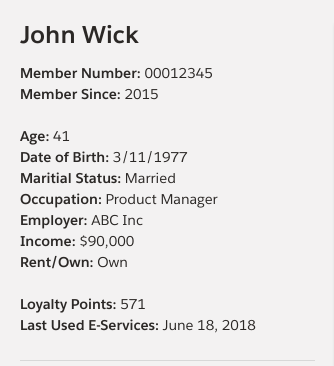 John Wick
Member Number: 00012345
Member Since: 2015
Age: 41
Date of Birth: 3/11/1977
Maritial Status: Married
Occupation: Product Manager
Employer: ABC Inc
Income: $90,000
Rent/Own: Own
Loyalty Points: 571
Last Used E-Services: June 18, 2018